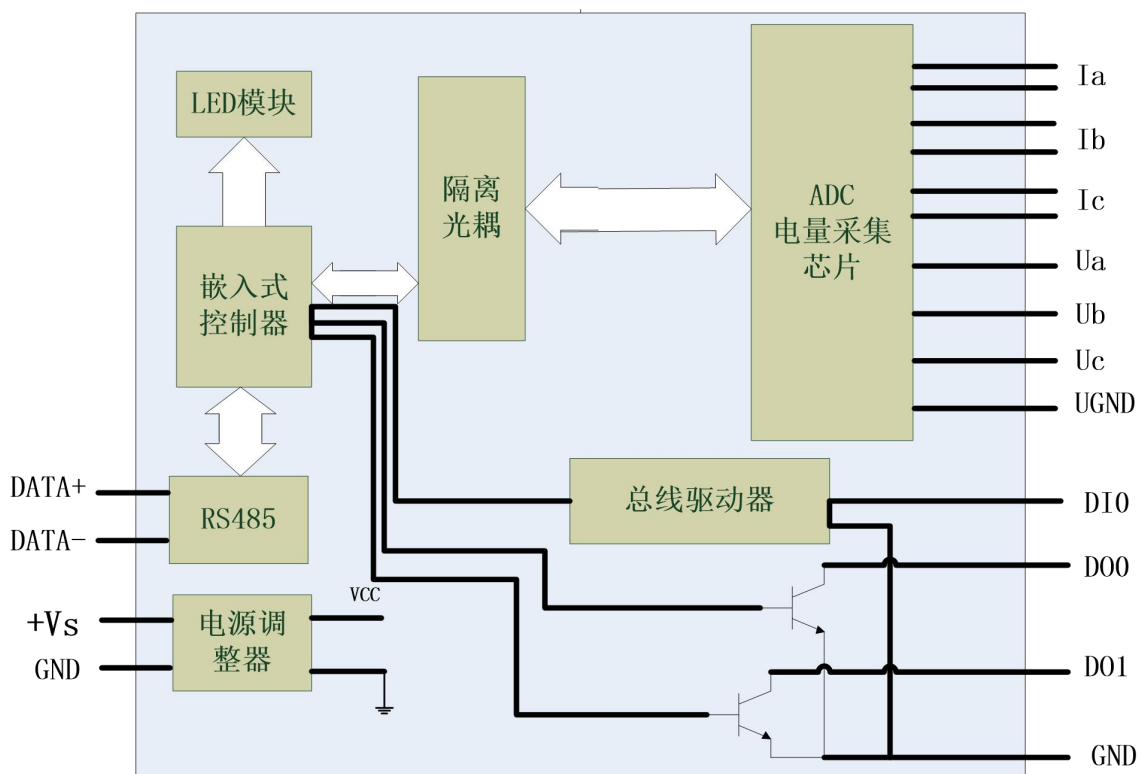 LED模块
隔离
光耦
ADC
电量采集
芯片
嵌入式
控制器
Ia
Ib
Ic
Ua
Ub
Uc
UGND
DATA+
DATA-
RS485
总线驱动器
DI0
DO0
VCC
+Vs
GND
电源调
整器
DO1
GND